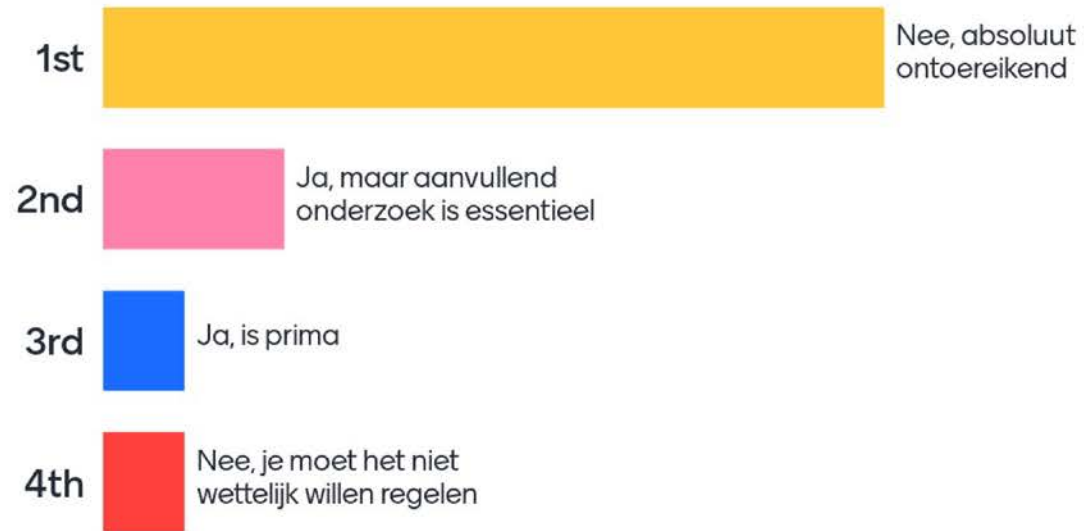 1st
Nee, absoluut
ontoereikend
2nd
Ja, maar aanvullend
onderzoek is essentieel
3rd
Ja, is prima
4th
Nee, je moet het niet
wettelijk willen regelen